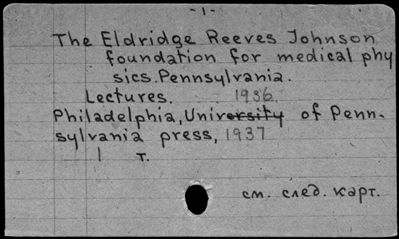 - 1 -
The Eldridge Reeves Johnson
foundation for medical phy
sics. Pennsylvania.
Lectures. 1936
Philadelphia, University of Penn-
sylvania press, 1937
1 т.
см. след. карт.